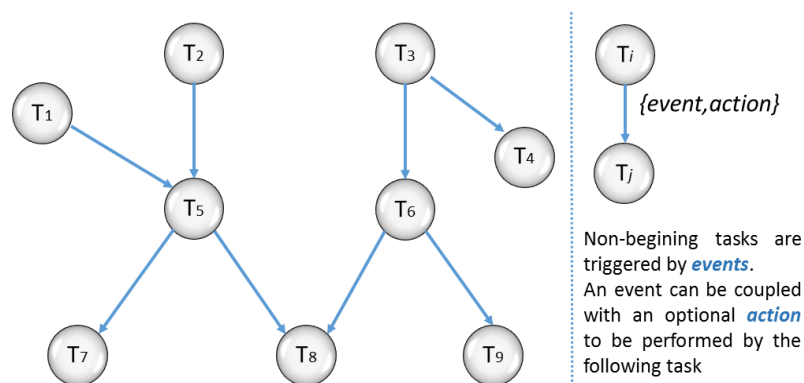 T2
T3
T1
T4
T5
T6
T7
T8
T9
Ti
{event,action}
Tj
Non-begining tasks are
triggered by events.
An event can be coupled
with an optional action
to be performed by the
following task